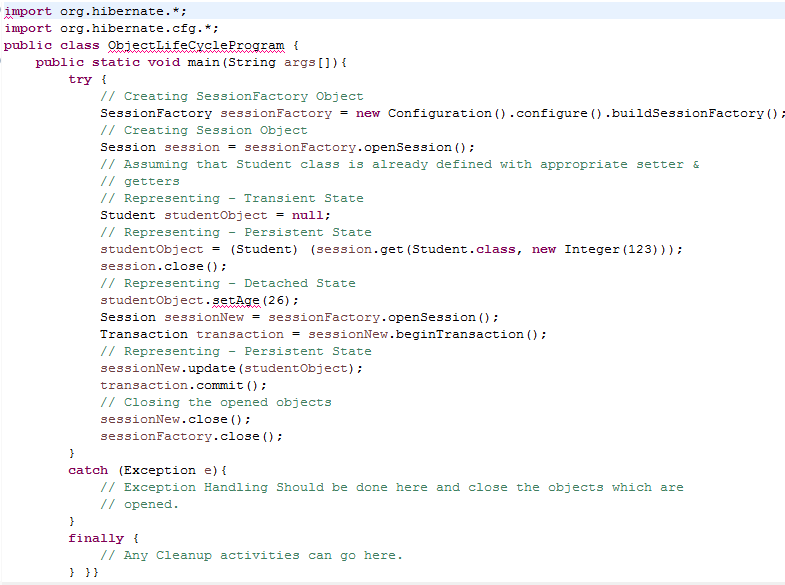 import org.hibernate.*;
import org.hibernate.cfg.*;
public class ObjectLifeCycleProgram {
    public static void main(String args[]){
        try {
            // Creating SessionFactory Object
            SessionFactory sessionFactory = new Configuration().configure().buildSessionFactory();
            // Creating Session Object
            Session session = sessionFactory.openSession();
            // Assuming that Student class is already defined with appropriate setter &
            // getters
            // Representing - Transient State
            Student studentObject = null;
            // Representing - Persistent State
            studentObject = (Student) (session.get(Student.class, new Integer(123)));
            session.close();
            // Representing - Detached State
            studentObject.setAge(26);
            Session sessionNew = sessionFactory.openSession();
            Transaction transaction = sessionNew.beginTransaction();
            // Representing - Persistent State
            sessionNew.update(studentObject);
            transaction.commit();
            // Closing the opened objects
            sessionNew.close();
            sessionFactory.close();
        }
        catch (Exception e){
            // Exception Handling Should be done here and close the objects which are
            // opened.
        }
        finally {
            // Any Cleanup activities can go here.
        } }}